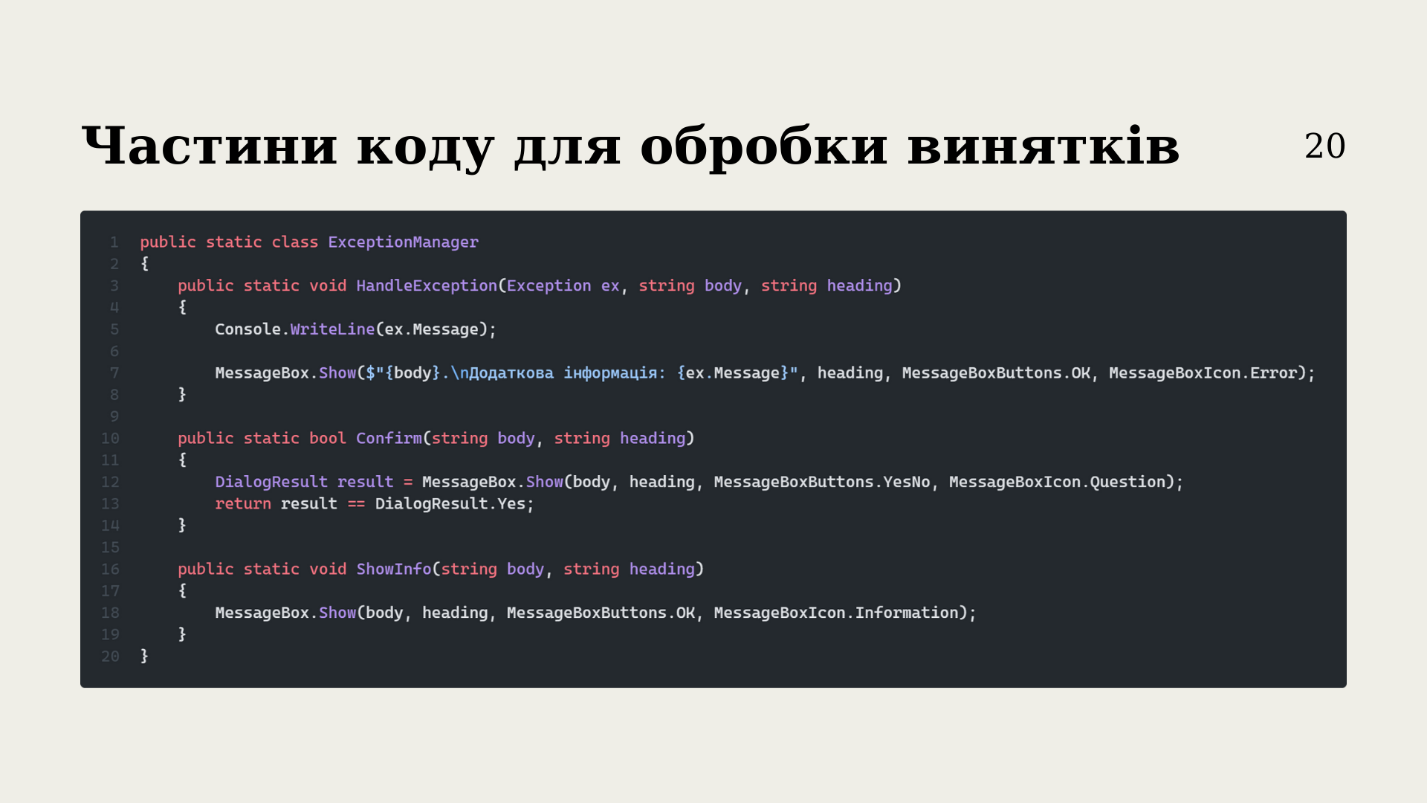 Частини коду для обробки винятків
20
1 public static class ExceptionManager
2 {
3     public static void HandleException(Exception ex, string body, string heading)
4     {
5         Console.WriteLine(ex.Message);
6
7         MessageBox.Show($"{body}.\nДодаткова інформація: {ex.Message}", heading, MessageBoxButtons.OK, MessageBoxIcon.Error);
8     }
9
10     public static bool Confirm(string body, string heading)
11     {
12         DialogResult result = MessageBox.Show(body, heading, MessageBoxButtons.YesNo, MessageBoxIcon.Question);
13         return result == DialogResult.Yes;
14     }
15
16     public static void ShowInfo(string body, string heading)
17     {
18         MessageBox.Show(body, heading, MessageBoxButtons.OK, MessageBoxIcon.Information);
19     }
20 }